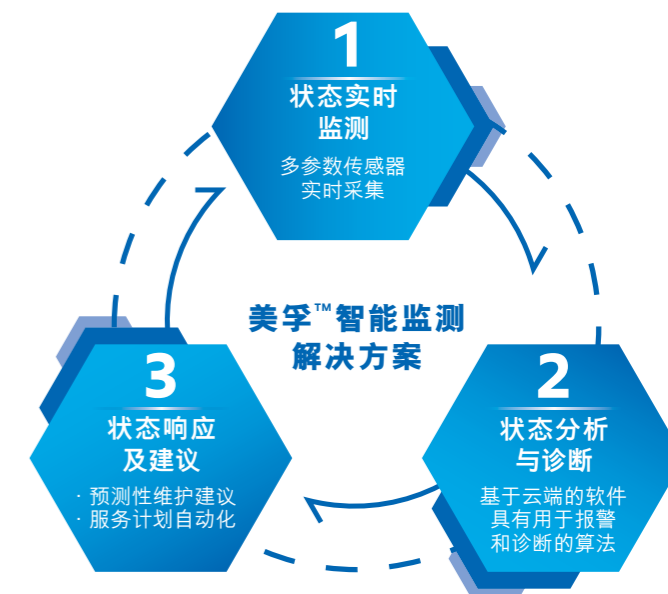 1
状态实时
监测
多参数传感器
实时采集
美孚™智能监测
解决方案
2
状态分析
与诊断
基于云端的软件
具有用于报警
和诊断的算法
3
状态响应
及建议
· 预测性维护建议
· 服务计划自动化